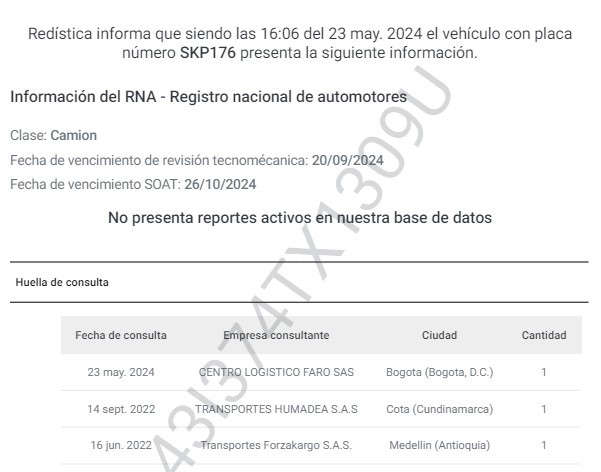 Redística informa que siendo las 16:06 del 23 may. 2024 el vehículo con placa
número SKP176 presenta la siguiente información.
Información del RNA - Registro nacional de automotores
Clase: Camion
Fecha de vencimiento de revisión tecnomécanica: 20/09/2024
Fecha de vencimiento SOAT: 26/10/2024
No presenta reportes activos en nuestra base de datos
Huella de consulta
Fecha de consulta Empresa consultante Ciudad Cantidad
23 may. 2024 CENTRO LOGISTICO FARO SAS Bogota (Bogota, D.C.) 1
14 sept. 2022 TRANSPORTES HUMADEA S.A.S Cota (Cundinamarca) 1
16 jun. 2022 Transportes Forzakargo S.A.S. Medellin (Antioquia) 1